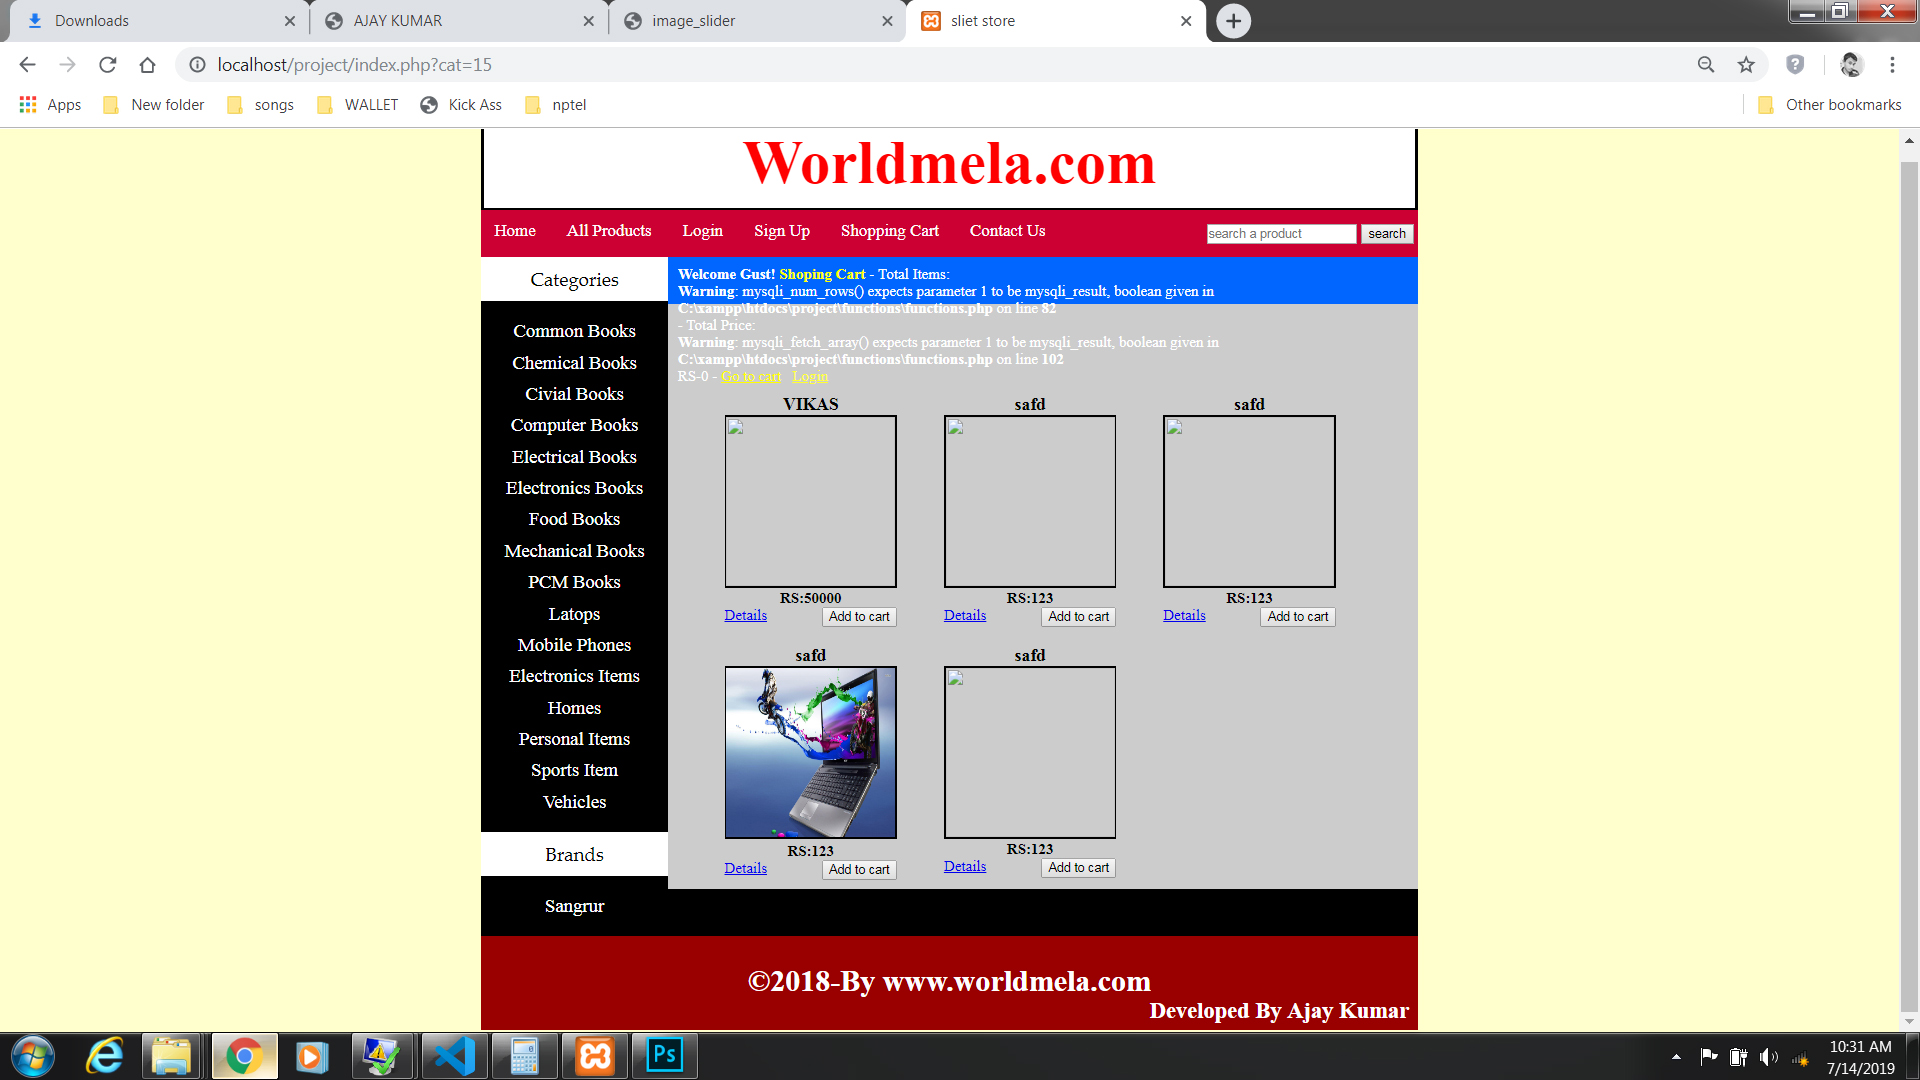 Downloads
AJAY KUMAR
image_slider
sliet store
localhost/project/index.php?cat=15
Apps
New folder
songs
WALLET
Kick Ass
nptel
Other bookmarks
Worldmela.com
Home
All Products
Login
Sign Up
Shopping Cart
Contact Us
search a product
search
Categories
Common Books
Chemical Books
Civial Books
Computer Books
Electrical Books
Electronics Books
Food Books
Mechanical Books
PCM Books
Latops
Mobile Phones
Electronics Items
Homes
Personal Items
Sports Item
Vehicles
Brands
Sangrur
Welcome Gust! Shoping Cart - Total Items:
Warning: mysqli_num_rows() expects parameter 1 to be mysqli_result, boolean given in
C:\xampp\htdocs\project\functions\functions.php on line 82
- Total Price:
Warning: mysqli_fetch_array() expects parameter 1 to be mysqli_result, boolean given in
C:\xampp\htdocs\project\functions\functions.php on line 102
RS-0 - Go to cart Login
VIKAS
RS:50000
Details
Add to cart
safd
RS:123
Details
Add to cart
safd
RS:123
Details
Add to cart
safd
RS:123
Details
Add to cart
safd
RS:123
Details
Add to cart
©2018-By www.worldmela.com
Developed By Ajay Kumar
Ps
10:31 AM
7/14/2019